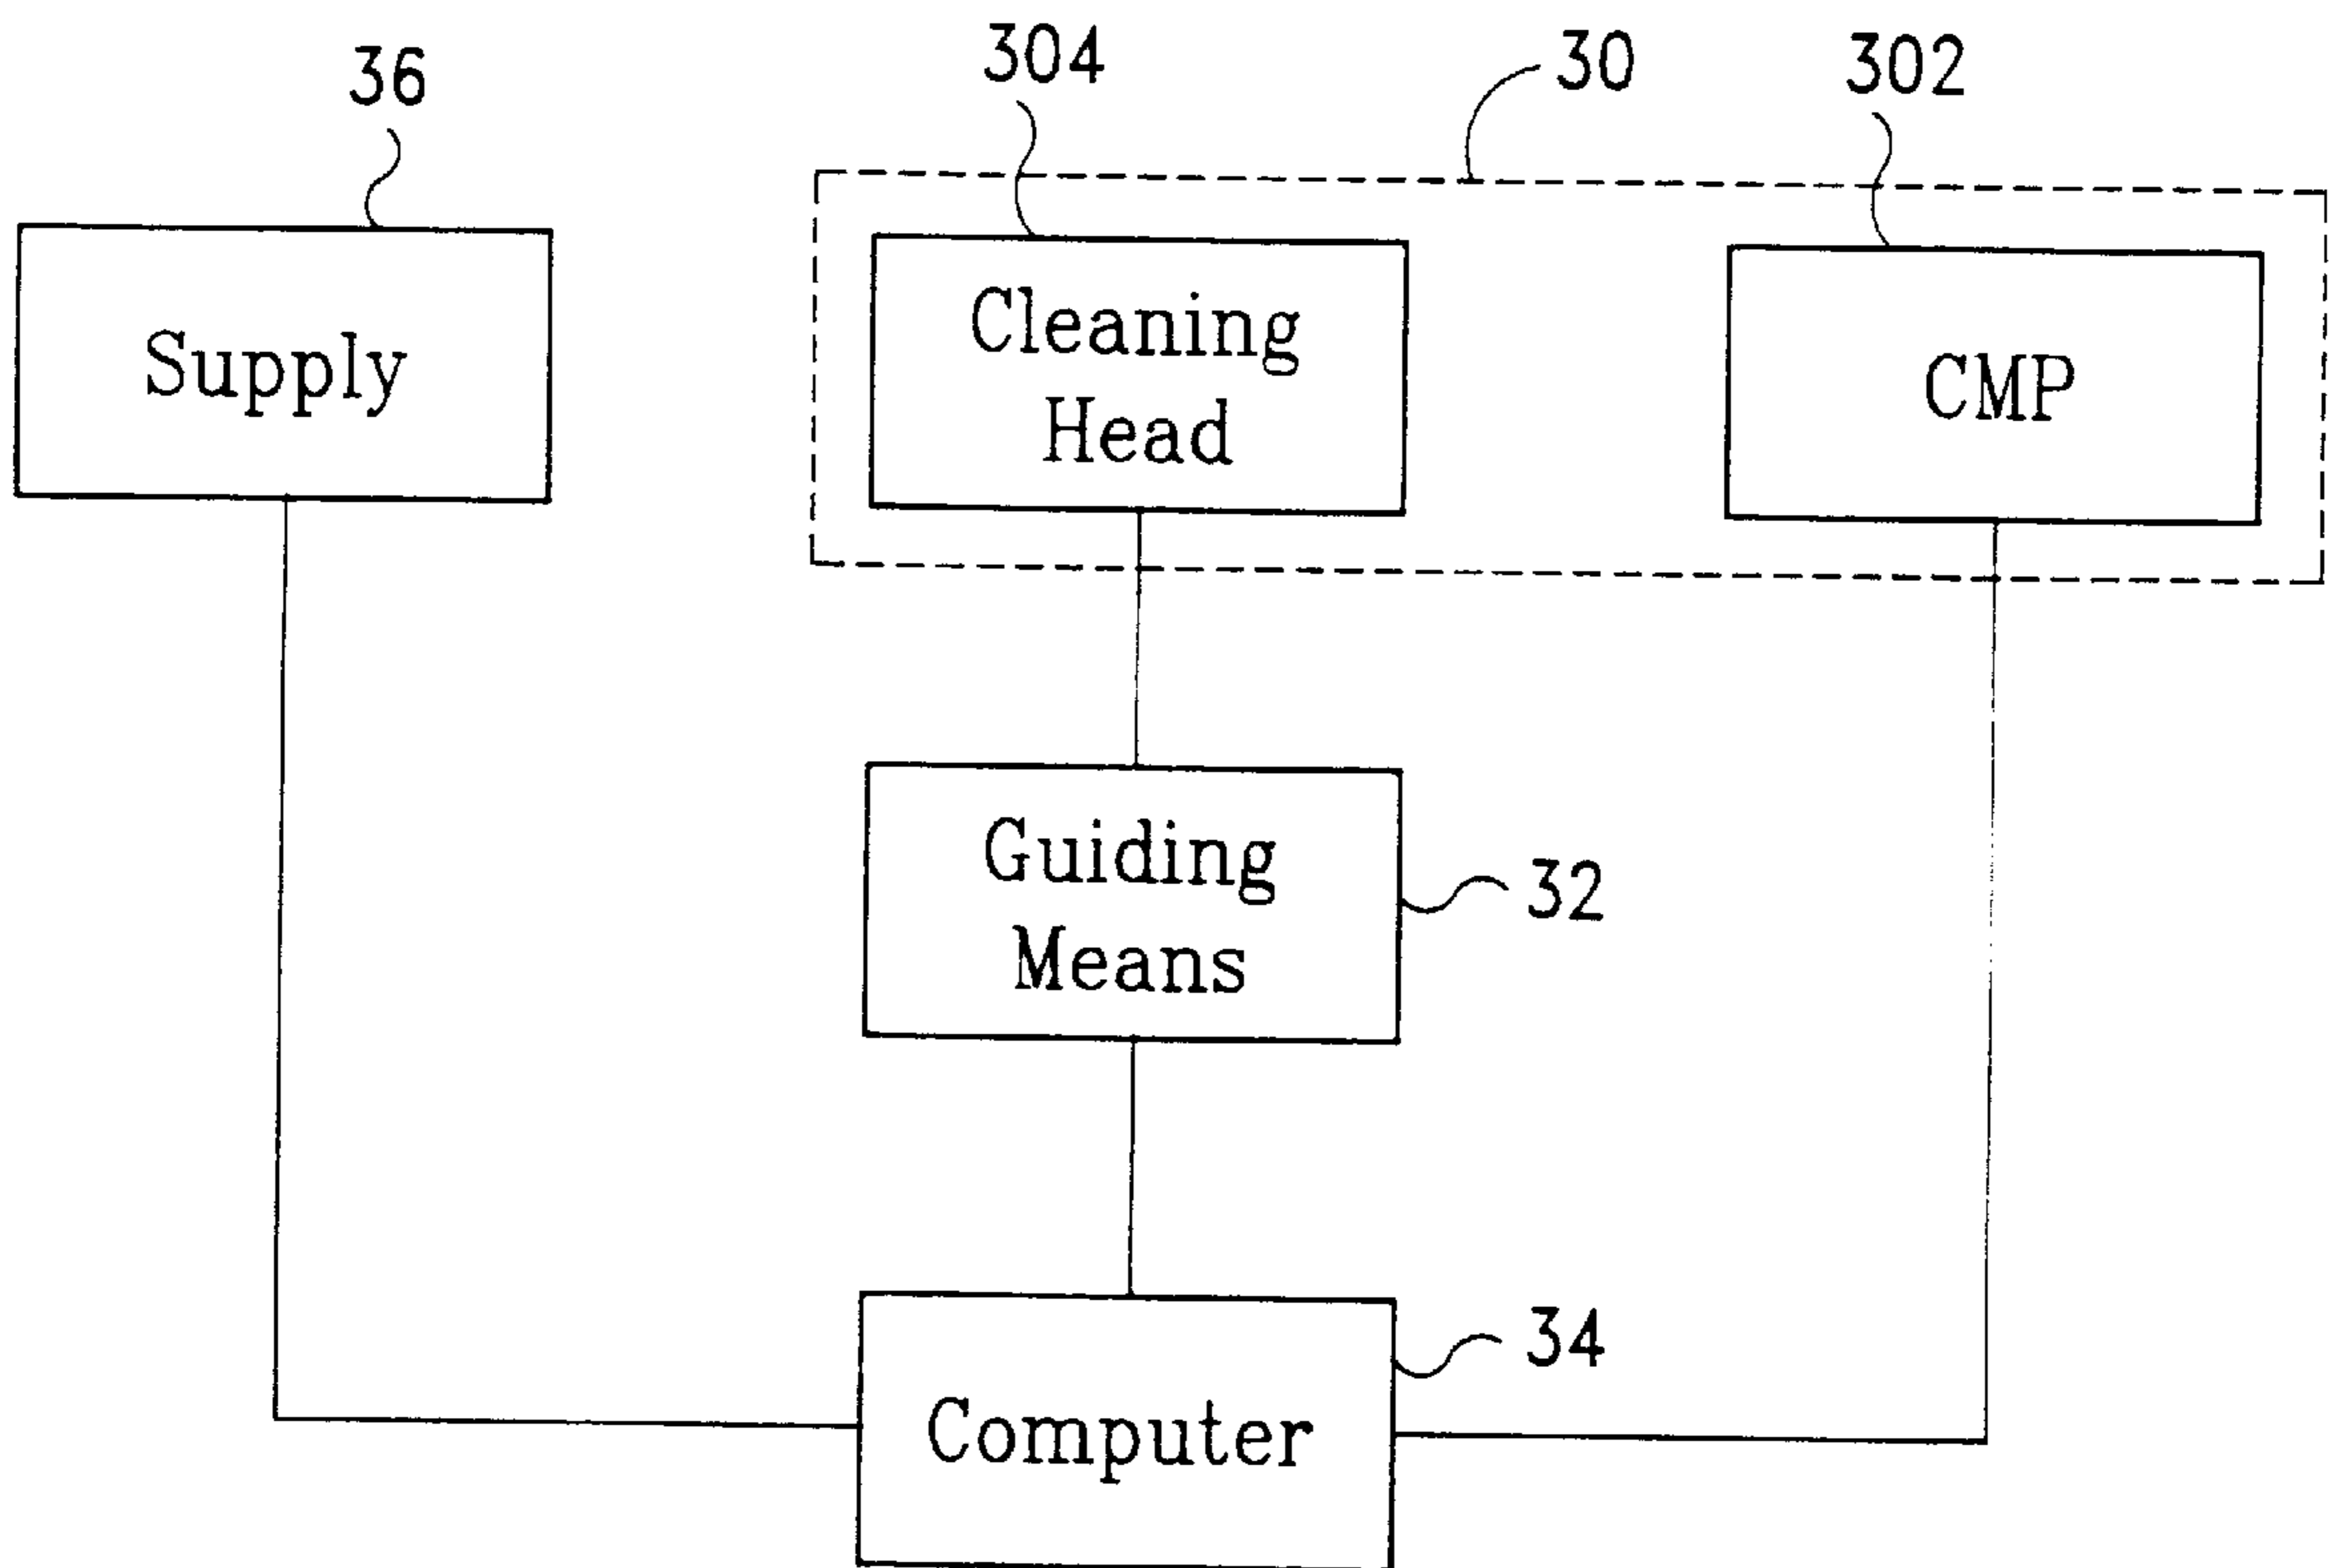 36
304
30
302
Supply
Cleaning
Head
CMP
Guiding
Means
32
34
Computer